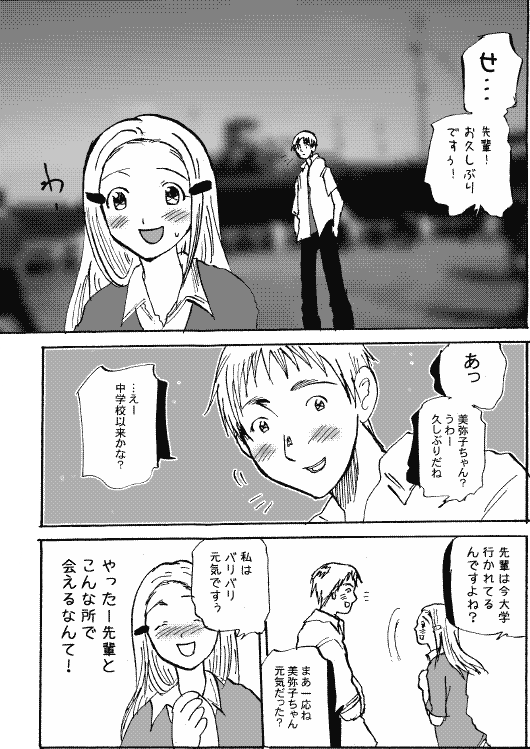 せ…
先輩！
お久しぶり
ですぅ！
わ
あっ
美弥子ちゃん？
うわー
久しぶりだね
…えー
中学校以来かな？
先輩は今大学
行かれてる
んですよね？
まあ一応ね
美弥子ちゃん
元気だった？
私は
バリバリ
元気ですぅ
やったー先輩と
こんな所で
会えるなんて！